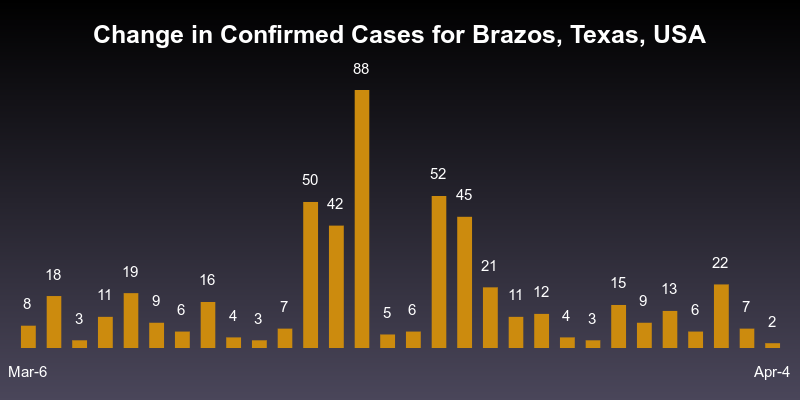 Change in Confirmed Cases for Brazos, Texas, USA
8 18 3 11 19 9 6 16 4 3 7 50 42 88 5 6 52 45 21 11 12 4 3 15 9 13 6 22 7 2
Mar-6 Apr-4